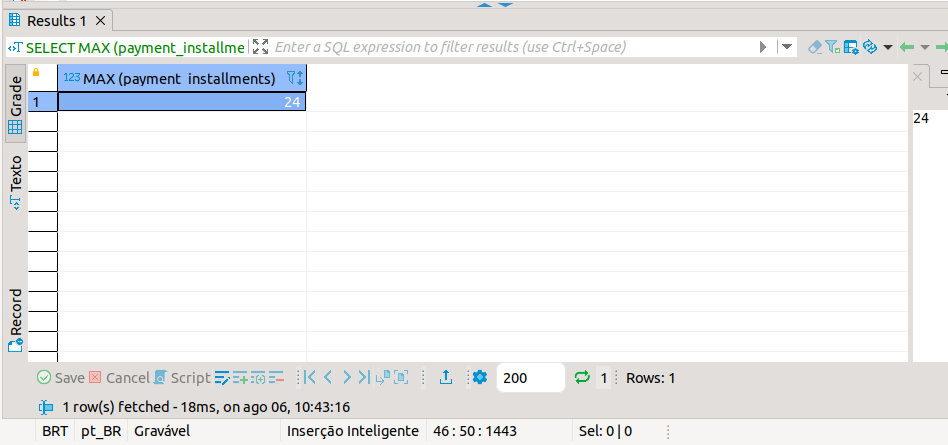 Results 1
SELECT MAX (payment_installme
Enter a SQL expression to filter results (use Ctrl+Space)
Grade
Texto
Record
123 MAX (payment_installments)
1
24
24
Save Cancel Script
200
1
Rows: 1
1 row(s) fetched - 18ms, on ago 06, 10:43:16
BRT pt_BR Gravável Inserção Inteligente 46 : 50 : 1443 Sel: 0 | 0